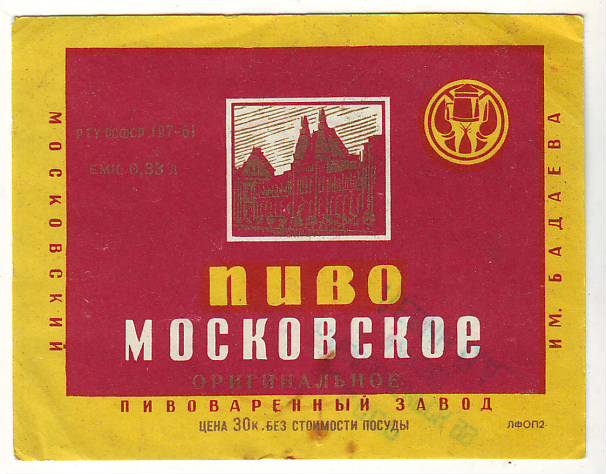 РТУ РСФСР 197-61
ЕМК. 0,33 Л
МОСКОВСКИЙ
ИМ. БАДАЕВА
пиво
МОСКОВСКОЕ
ОРИГИНАЛЬНОЕ
ПИВОВАРЕННЫЙ ЗАВОД
ЦЕНА 30к. БЕЗ СТОИМОСТИ ПОСУДЫ
ЛФОП2